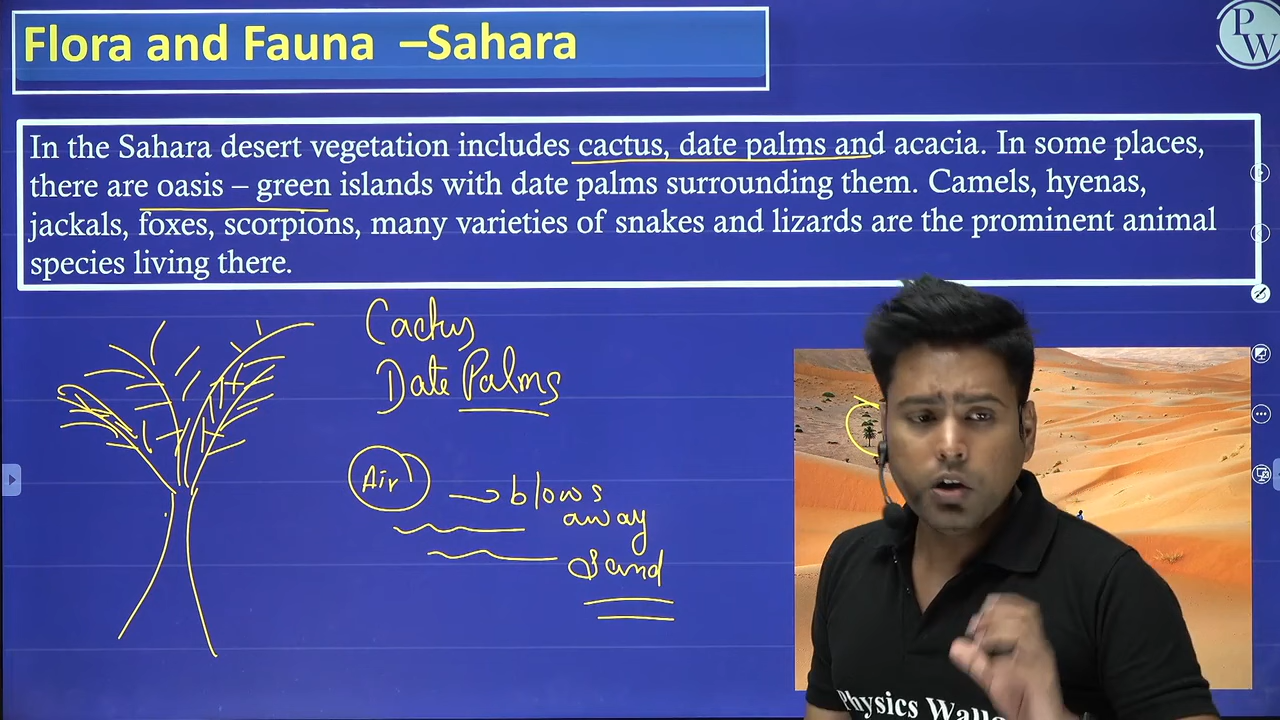 Flora and Fauna –Sahara
PW
In the Sahara desert vegetation includes cactus, date palms and acacia. In some places,
there are oasis – green islands with date palms surrounding them. Camels, hyenas,
jackals, foxes, scorpions, many varieties of snakes and lizards are the prominent animal
species living there.
Cactus
Date Palms
Air → blows
away
Sand
Physics Walla